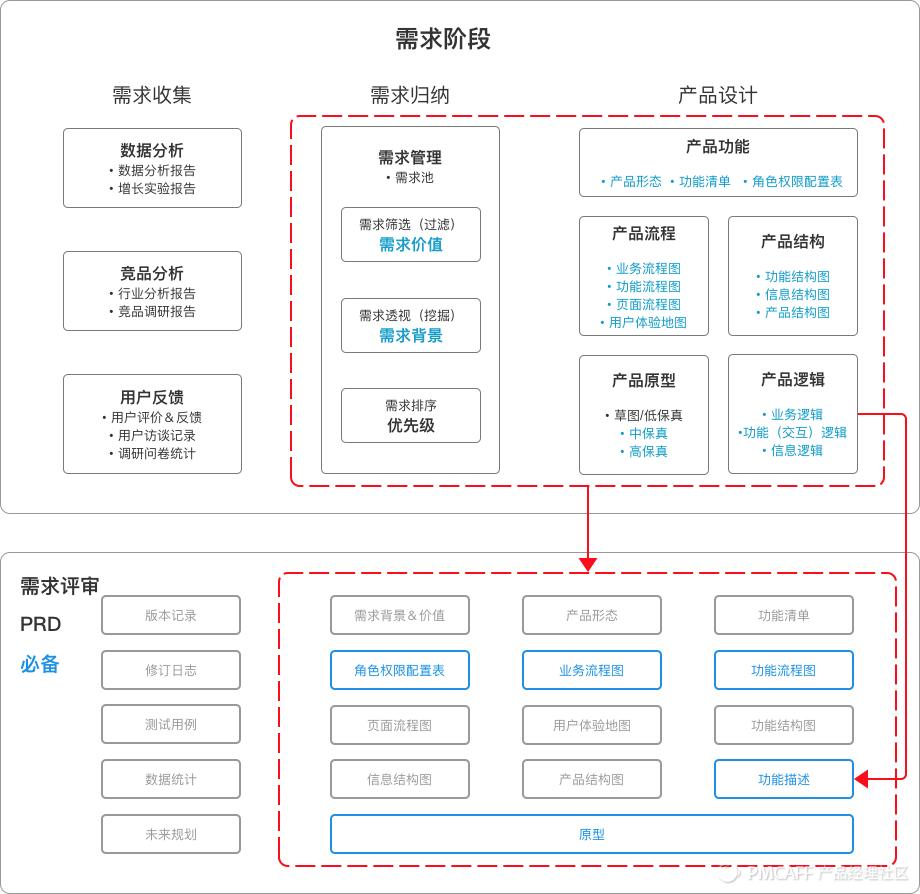 需求阶段
需求收集
需求归纳
产品设计
数据分析
• 数据分析报告
• 增长实验报告
竞品分析
• 行业分析报告
• 竞品调研报告
用户反馈
• 用户评价＆反馈
• 用户访谈记录
• 调研问卷统计
需求管理
• 需求池
需求筛选（过滤）
需求价值
需求透视（挖掘）
需求背景
需求排序
优先级
产品功能
• 产品形态 • 功能清单 • 角色权限配置表
产品流程
• 业务流程图
• 功能流程图
• 页面流程图
• 用户体验地图
产品结构
• 功能结构图
• 信息结构图
• 产品结构图
产品原型
• 草图/低保真
• 中保真
• 高保真
产品逻辑
• 业务逻辑
•功能（交互）逻辑
• 信息逻辑
需求评审
PRD
必备
版本记录
修订日志
测试用例
数据统计
未来规划
需求背景＆价值
产品形态
功能清单
角色权限配置表
业务流程图
功能流程图
页面流程图
用户体验地图
功能结构图
信息结构图
产品结构图
功能描述
原型
PMCAFF 产品经理社区